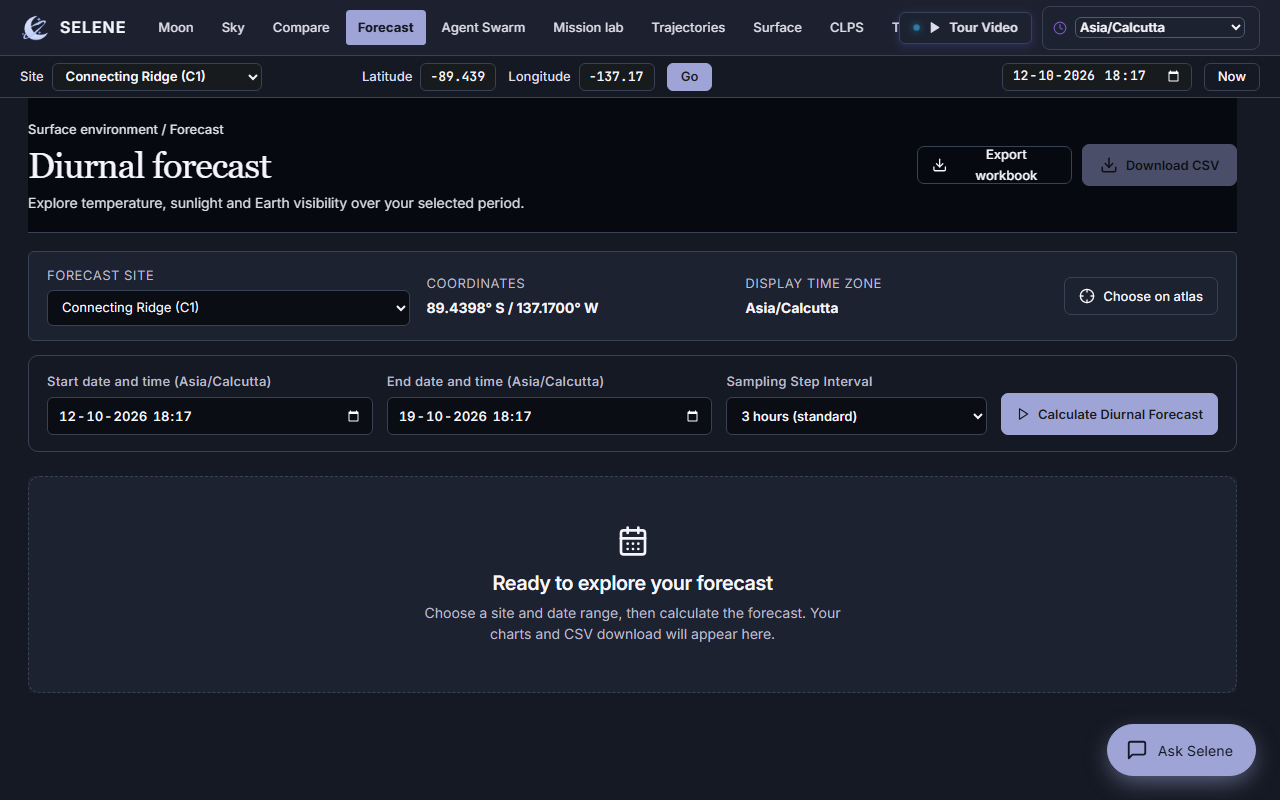 SELENE
Moon
Sky
Compare
Forecast
Agent Swarm
Mission lab
Trajectories
Surface
CLPS
T
Tour Video
Asia/Calcutta
Site
Connecting Ridge (C1)
Latitude
-89.439
Longitude
-137.17
Go
12-10-2026 18:17
Now
Surface environment / Forecast
Diurnal forecast
Explore temperature, sunlight and Earth visibility over your selected period.
Export
workbook
Download CSV
FORECAST SITE
Connecting Ridge (C1)
COORDINATES
89.4398° S / 137.1700° W
DISPLAY TIME ZONE
Asia/Calcutta
Choose on atlas
Start date and time (Asia/Calcutta)
12-10-2026 18:17
End date and time (Asia/Calcutta)
19-10-2026 18:17
Sampling Step Interval
3 hours (standard)
Calculate Diurnal Forecast
Ready to explore your forecast
Choose a site and date range, then calculate the forecast. Your
charts and CSV download will appear here.
Ask Selene